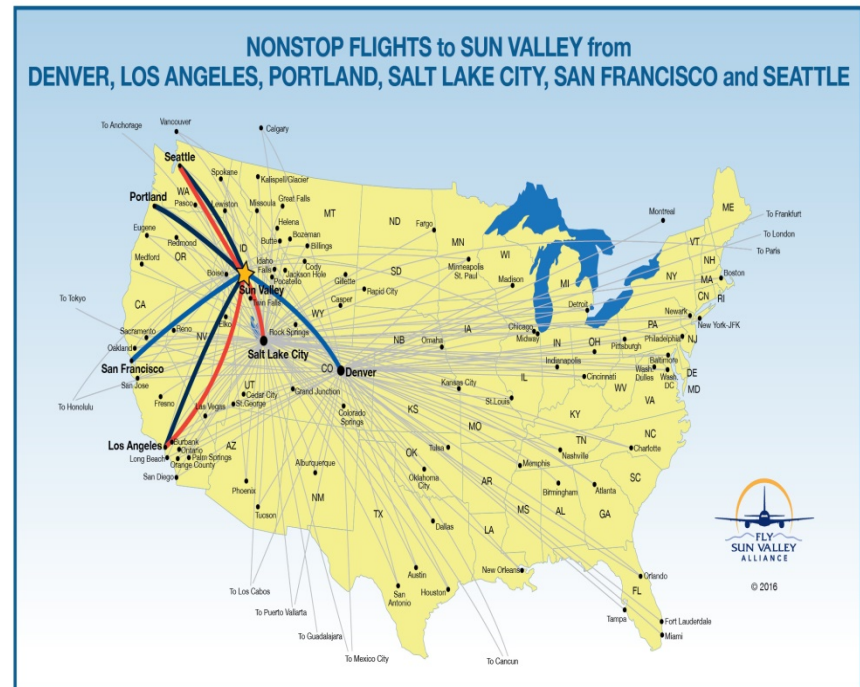 NONSTOP FLIGHTS to SUN VALLEY from
DENVER, LOS ANGELES, PORTLAND, SALT LAKE CITY, SAN FRANCISCO and SEATTLE
To Anchorage
Vancouver
Calgary
Seattle
Spokane
Kalispell/Glacier
WA
Pasco
Lewiston
Missoula
Great Falls
MT
ND
Portland
Helena
Fargo
MN
Montreal
ME
To Frankfurt
To London
To Paris
Eugene
Redmond
OR
Medford
ID
Butte
Bozeman
Billings
VT
NH
WI
Boise
Idaho
Falls
Pocatello
Jackson Hole
Cody
Gillette
SD
Rapid City
Minneapolis
St. Paul
Madison
MI
NY
MA
Boston
CN
RI
Sun Valley
Twin Falls
WY
Casper
Detroit
Newark
New York-JFK
To Tokyo
CA
Sacramento
Reno
NV
Elko
Rock Springs
IA
Chicago
Midway
PA
Philadelphia
NJ
Oakland
San Francisco
San Jose
Salt Lake City
NB
Omaha
IN
OH
Pittsburgh
Indianapolis
Baltimore
Wash.
Dulles
Wash.
DC
DE
MD
CO
Denver
UT
Cedar City
Grand Junction
Kansas City
IL
Cincinnati
WV
VA
To Honolulu
Fresno
Las Vegas
St.George
Colorado
Springs
KS
St.Louis
MO
KY
Los Angeles
Burbank
Ontario
Long Beach
Palm Springs
Orange County
San Diego
AZ
Alburquerque
NM
Tulsa
OK
Oklahoma
City
TN
Nashville
NC
Charlotte
Phoenix
Tucson
AR
Memphis
Birmingham
Atlanta
SC
MS
AL
GA
TX
Dallas
LA
FLY
SUN VALLEY
ALLIANCE
© 2016
Austin
San
Antonio
Houston
New Orleans
Orlando
FL
Tampa
Fort Lauderdale
Miami
To Los Cabos
To Puerto Vallarta
To Guadalajara
To Mexico City
To Cancun